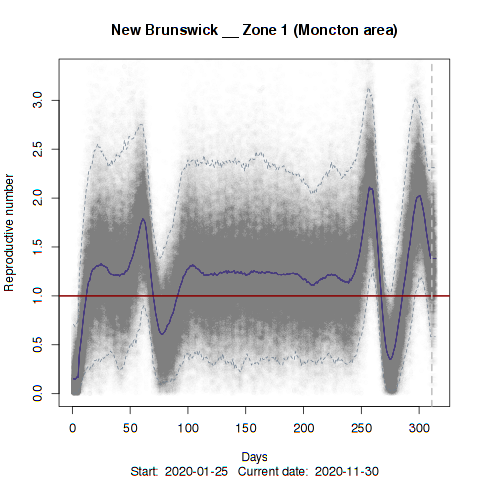 New Brunswick __ Zone 1 (Moncton area)
Reproductive number
3.0
2.5
2.0
1.5
1.0
0.5
0.0
0 50 100 150 200 250 300
Days
Start: 2020-01-25 Current date: 2020-11-30